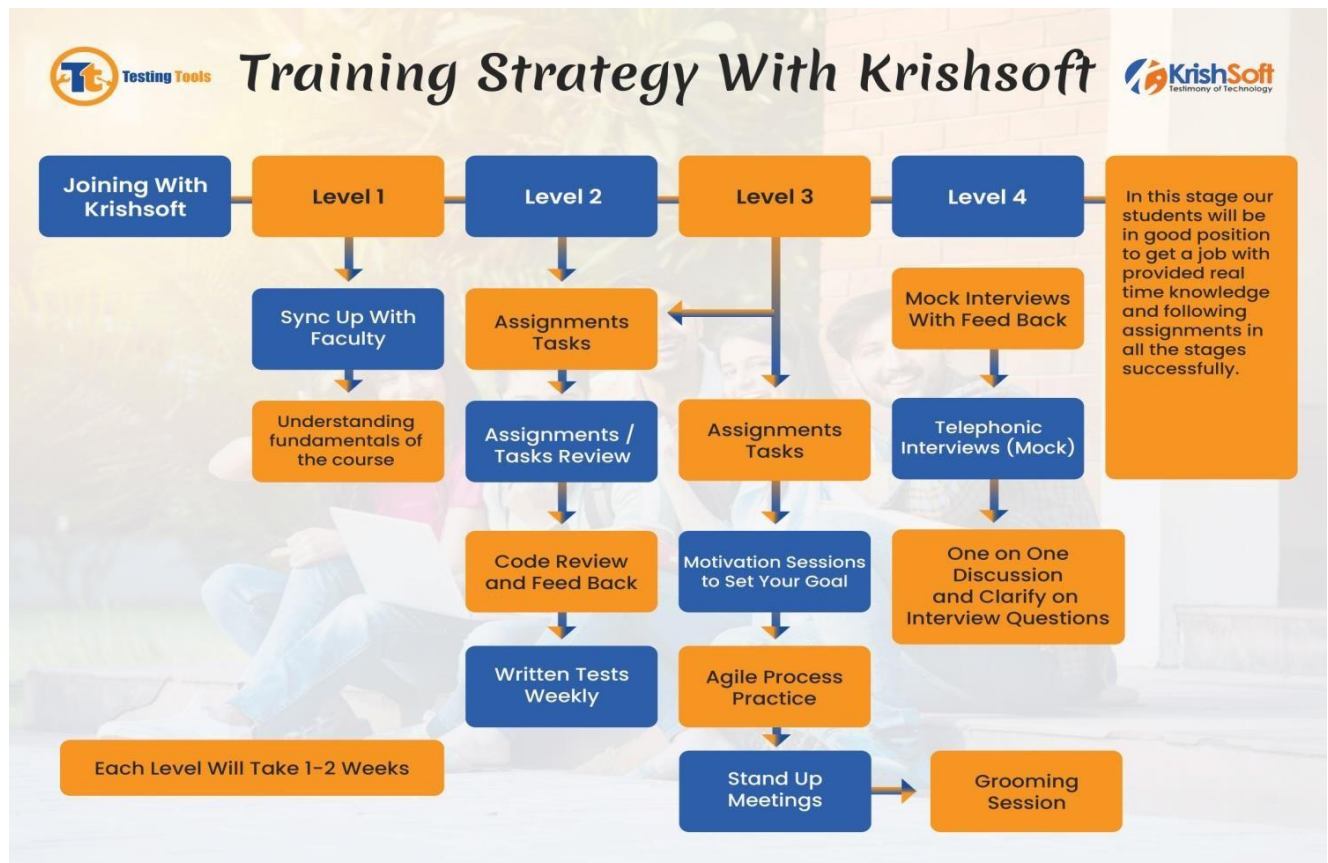 Tt
Testing Tools
Training Strategy With Krishsoft
KrishSoft
Testimony of Technology
Joining With
Krishsoft
Level 1
Level 2
Level 3
Level 4
In this stage our
students will be
in good position
to get a job with
provided real
time knowledge
and following
assignments in
all the stages
successfully.
Sync Up With
Faculty
Understanding
fundamentals of
the course
Assignments
Tasks
Assignments /
Tasks Review
Code Review
and Feed Back
Written Tests
Weekly
Assignments
Tasks
Motivation Sessions
to Set Your Goal
Agile Process
Practice
Stand Up
Meetings
Grooming
Session
Mock Interviews
With Feed Back
Telephonic
Interviews (Mock)
One on One
Discussion
and Clarify on
Interview Questions
Each Level Will Take 1-2 Weeks